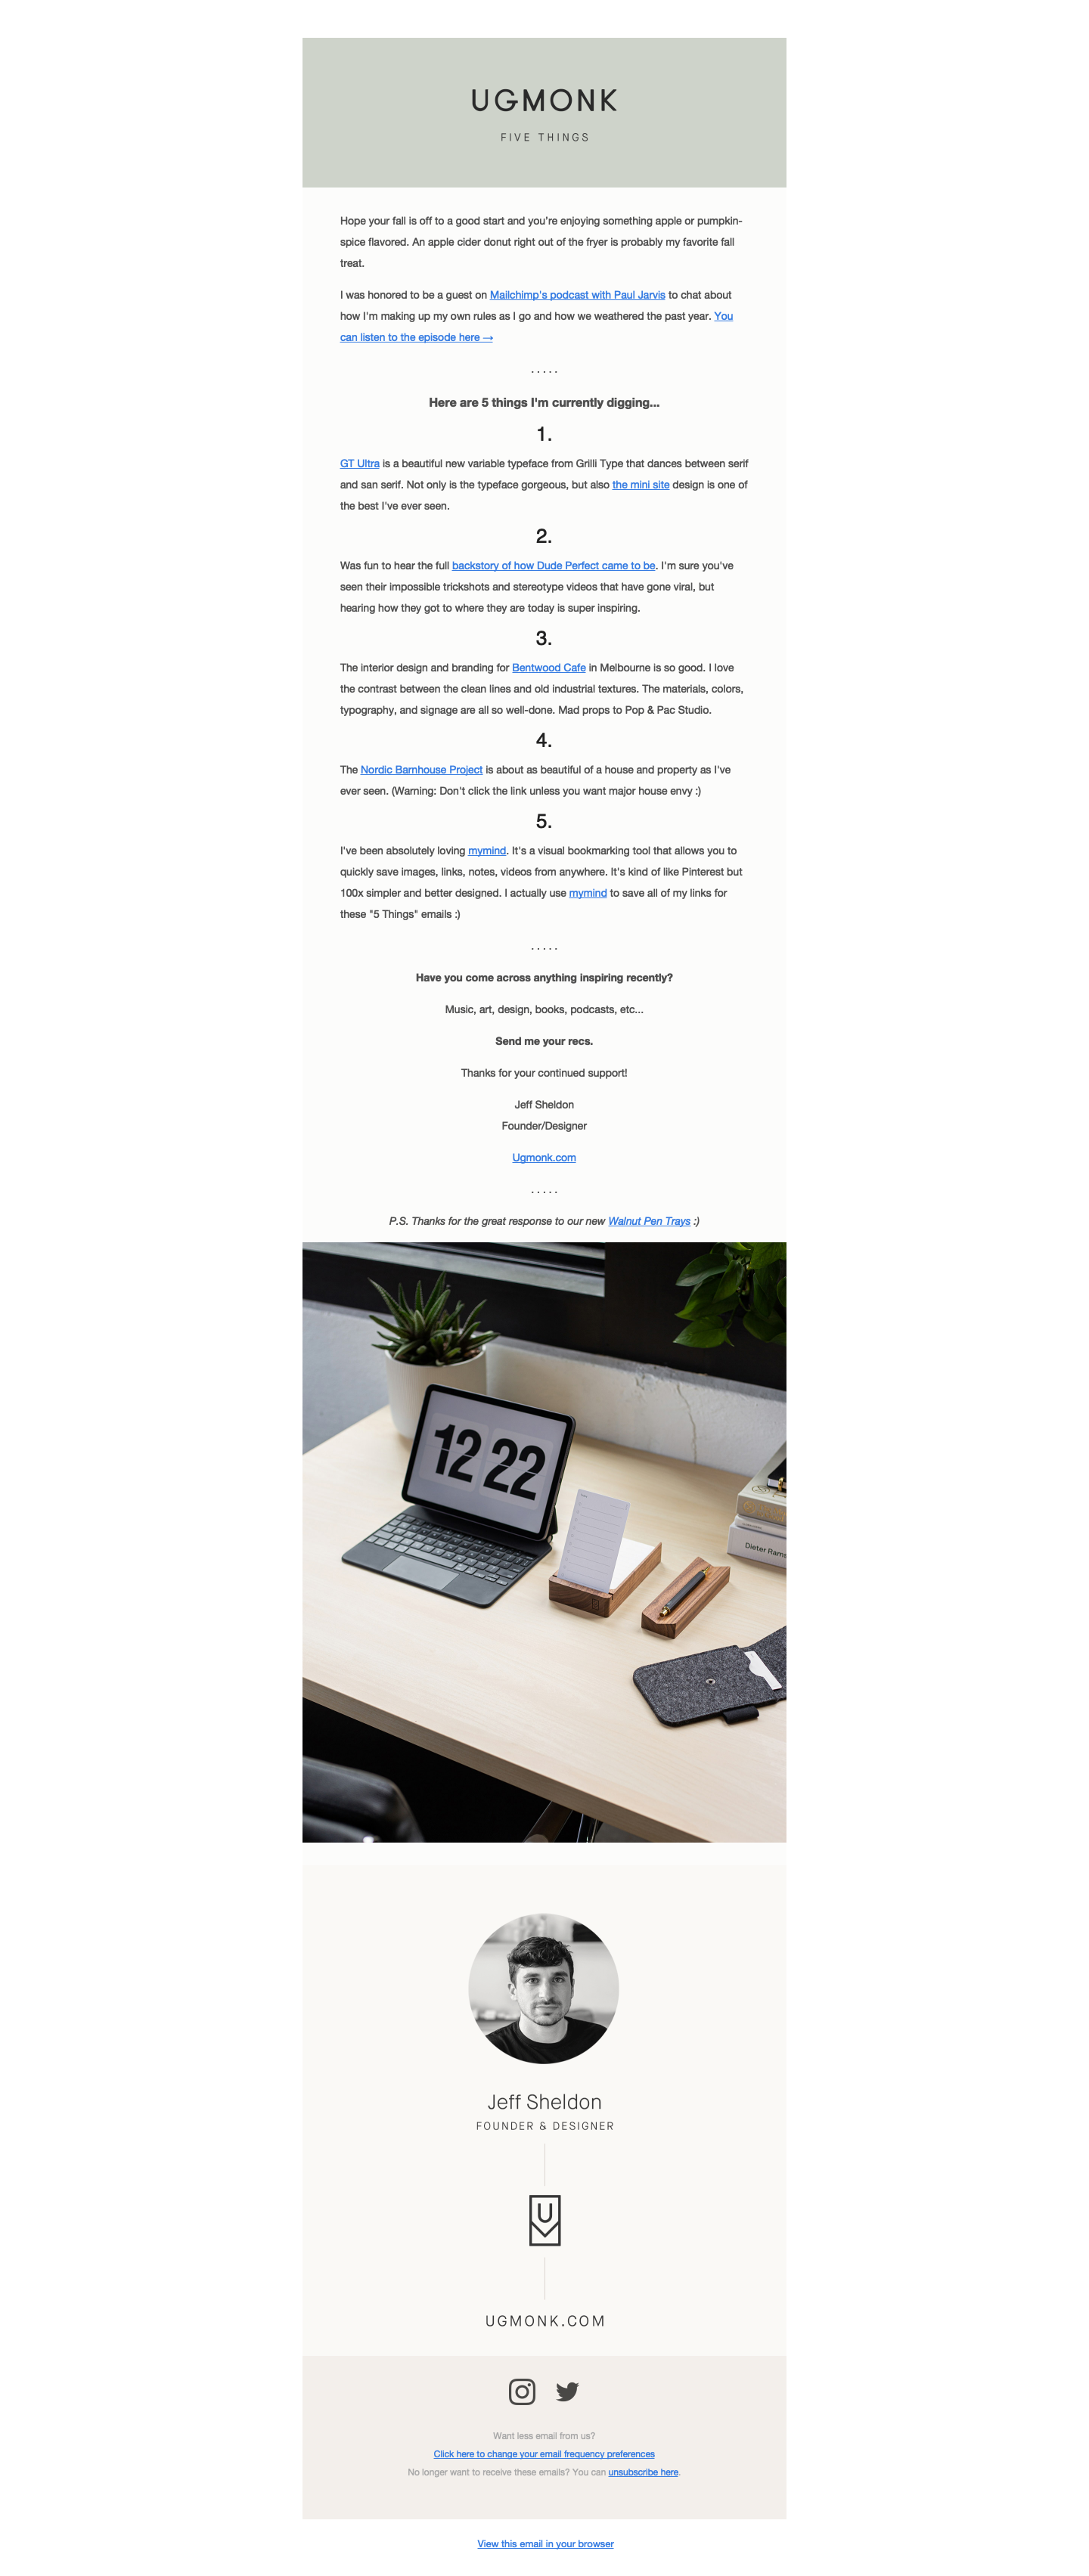 UGMONK
FIVE THINGS
Hope your fall is off to a good start and you're enjoying something apple or pumpkin-
spice flavored. An apple cider donut right out of the fryer is probably my favorite fall
treat.
I was honored to be a guest on Mailchimp's podcast with Paul Jarvis to chat about
how I'm making up my own rules as I go and how we weathered the past year. You
can listen to the episode here →
. . . . .
Here are 5 things I'm currently digging...
1.
GT Ultra is a beautiful new variable typeface from Grilli Type that dances between serif
and san serif. Not only is the typeface gorgeous, but also the mini site design is one of
the best I've ever seen.
2.
Was fun to hear the full backstory of how Dude Perfect came to be. I'm sure you've
seen their impossible trickshots and stereotype videos that have gone viral, but
hearing how they got to where they are today is super inspiring.
3.
The interior design and branding for Bentwood Cafe in Melbourne is so good. I love
the contrast between the clean lines and old industrial textures. The materials, colors,
typography, and signage are all so well-done. Mad props to Pop & Pac Studio.
4.
The Nordic Barnhouse Project is about as beautiful of a house and property as I've
ever seen. (Warning: Don't click the link unless you want major house envy :)
5.
I've been absolutely loving mymind. It's a visual bookmarking tool that allows you to
quickly save images, links, notes, videos from anywhere. It's kind of like Pinterest but
100x simpler and better designed. I actually use mymind to save all of my links for
these "5 Things" emails :)
. . . . .
Have you come across anything inspiring recently?
Music, art, design, books, podcasts, etc...
Send me your recs.
Thanks for your continued support!
Jeff Sheldon
Founder/Designer
Ugmonk.com
. . . . .
P.S. Thanks for the great response to our new Walnut Pen Trays :)
12 22
Dieter Rams
Jeff Sheldon
FOUNDER & DESIGNER
U
UGMONK.COM
Want less email from us?
Click here to change your email frequency preferences
No longer want to receive these emails? You can unsubscribe here.
View this email in your browser